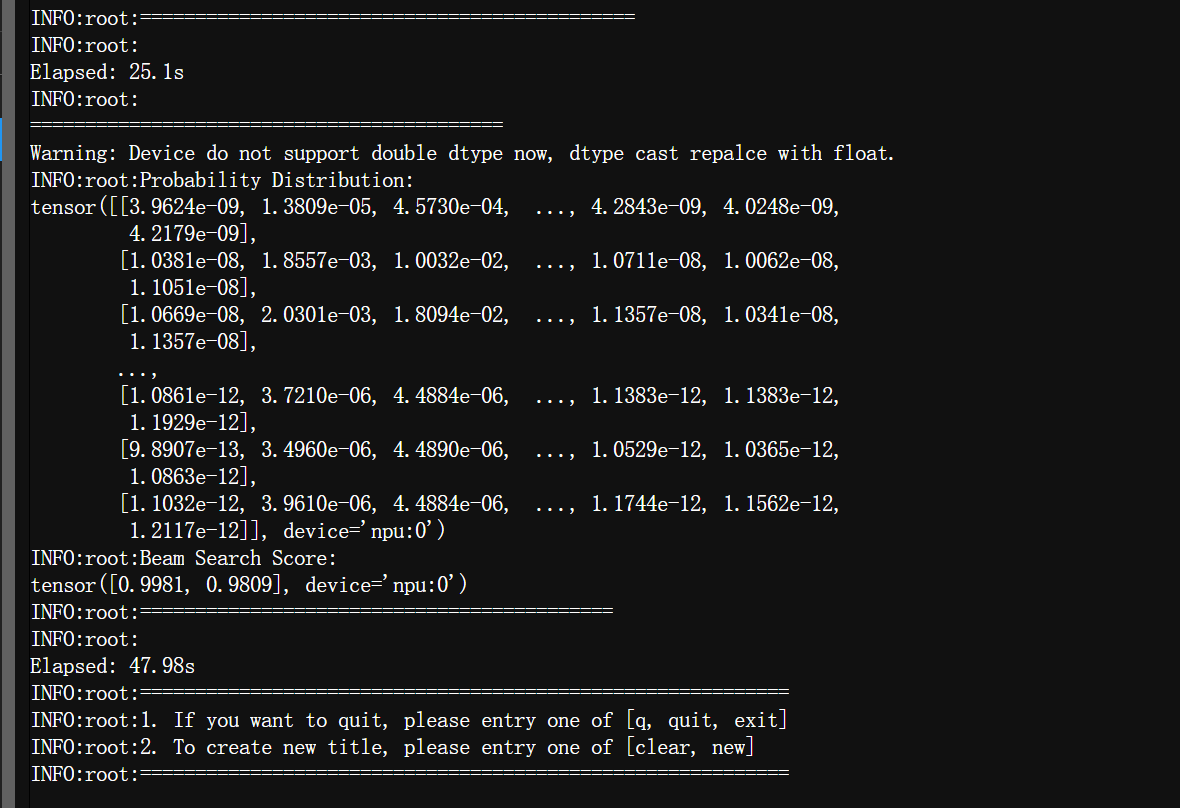 INFO:root:=============================================
INFO:root:
Elapsed: 25.1s
INFO:root:
===========================================
Warning: Device do not support double dtype now, dtype cast repalce with float.
INFO:root:Probability Distribution:
tensor([[3.9624e-09, 1.3809e-05, 4.5730e-04,  ..., 4.2843e-09, 4.0248e-09,
         4.2179e-09],
        [1.0381e-08, 1.8557e-03, 1.0032e-02,  ..., 1.0711e-08, 1.0062e-08,
         1.1051e-08],
        [1.0669e-08, 2.0301e-03, 1.8094e-02,  ..., 1.1357e-08, 1.0341e-08,
         1.1357e-08],
        ...,
        [1.0861e-12, 3.7210e-06, 4.4884e-06,  ..., 1.1383e-12, 1.1383e-12,
         1.1929e-12],
        [9.8907e-13, 3.4960e-06, 4.4890e-06,  ..., 1.0529e-12, 1.0365e-12,
         1.0863e-12],
        [1.1032e-12, 3.9610e-06, 4.4884e-06,  ..., 1.1744e-12, 1.1562e-12,
         1.2117e-12]], device='npu:0')
INFO:root:Beam Search Score:
tensor([0.9981, 0.9809], device='npu:0')
INFO:root:===========================================
INFO:root:
Elapsed: 47.98s
INFO:root:===========================================================
INFO:root:1. If you want to quit, please entry one of [q, quit, exit]
INFO:root:2. To create new title, please entry one of [clear, new]
INFO:root:===========================================================